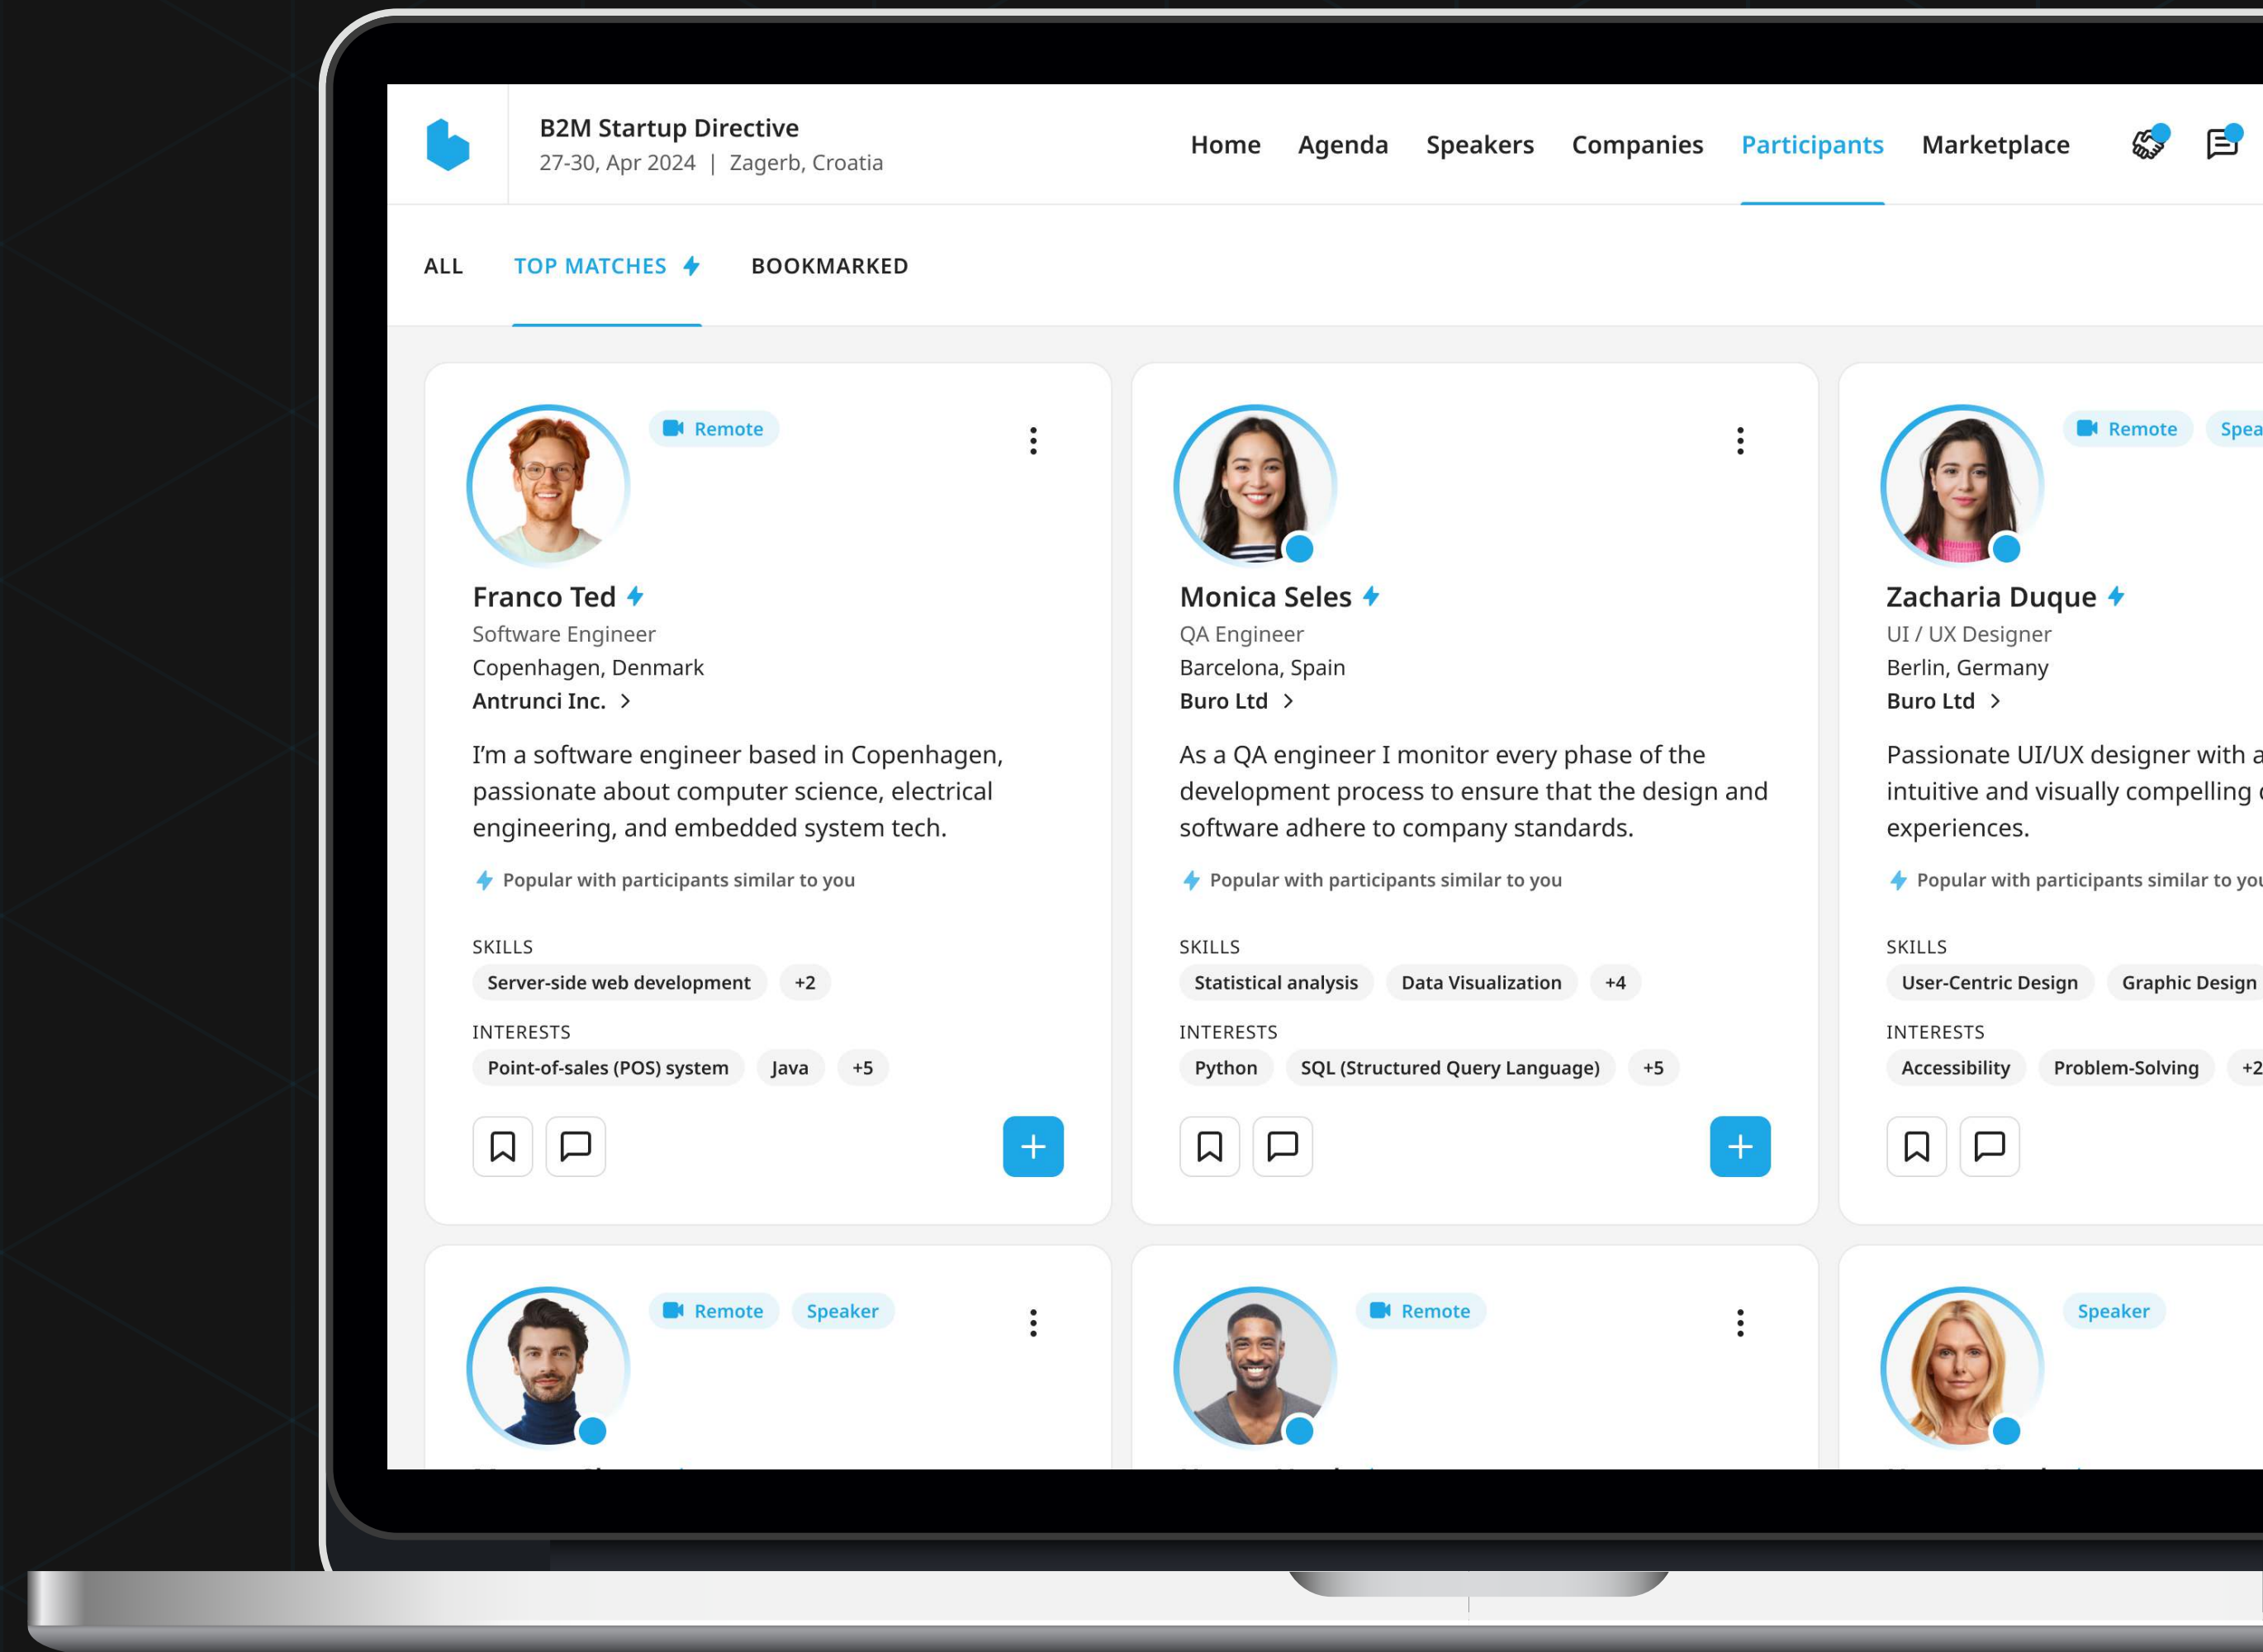 B2M Startup Directive
27-30, Apr 2024 | Zagerb, Croatia
Home Agenda Speakers Companies Participants Marketplace
ALL TOP MATCHES BOOKMARKED
Remote
Franco Ted
Software Engineer
Copenhagen, Denmark
Antrunci Inc.
I'm a software engineer based in Copenhagen,
passionate about computer science, electrical
engineering, and embedded system tech.
Popular with participants similar to you
SKILLS
Server-side web development +2
INTERESTS
Point-of-sales (POS) system Java +5
Monica Seles
QA Engineer
Barcelona, Spain
Buro Ltd
As a QA engineer I monitor every phase of the
development process to ensure that the design and
software adhere to company standards.
Popular with participants similar to you
SKILLS
Statistical analysis Data Visualization +4
INTERESTS
Python SQL (Structured Query Language) +5
Remote
Zacharia Duque
UI / UX Designer
Berlin, Germany
Buro Ltd
Passionate UI/UX designer with a
intuitive and visually compelling
experiences.
Popular with participants similar to you
SKILLS
User-Centric Design Graphic Design
INTERESTS
Accessibility Problem-Solving +2
Remote Speaker
Remote
Speaker